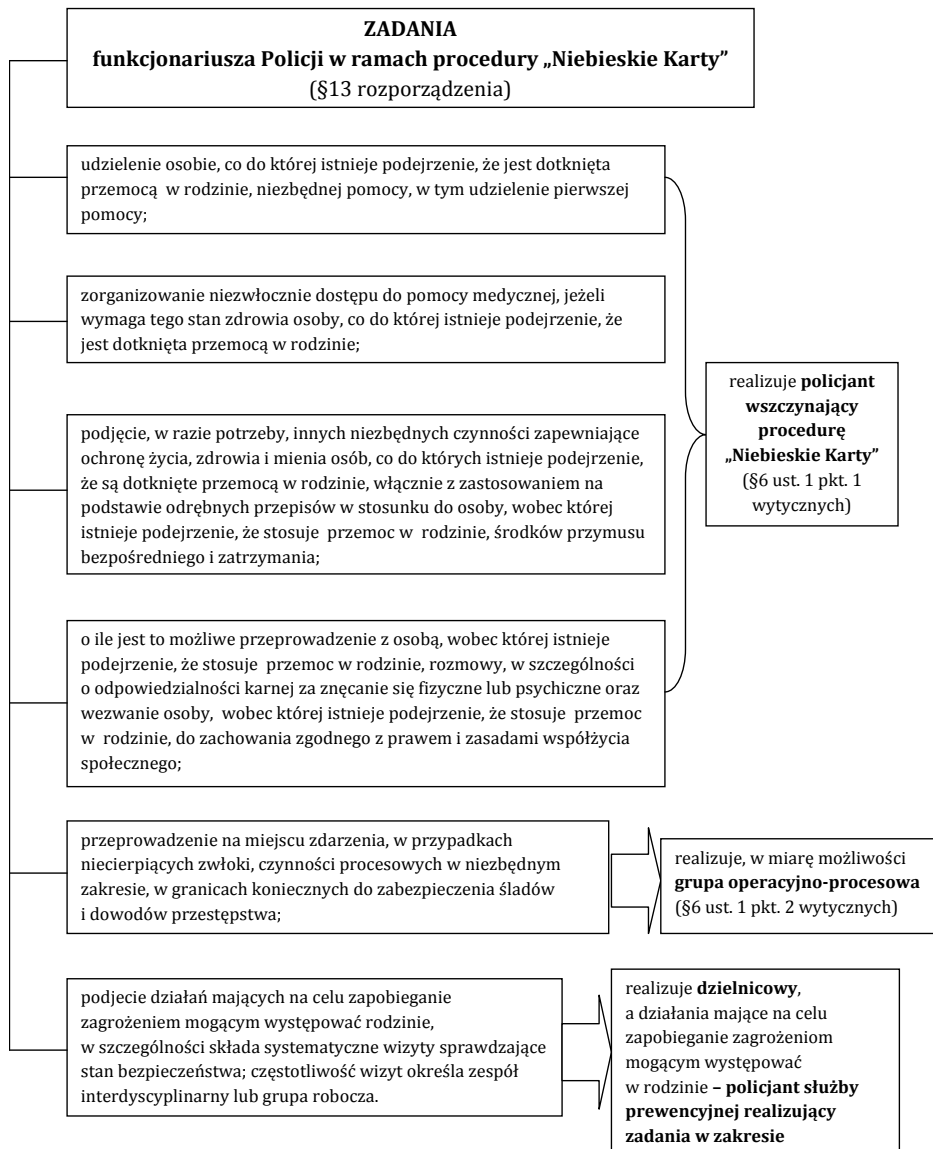 ZADANIA
funkcjonariusza Policji w ramach procedury „Niebieskie Karty”
(§13 rozporządzenia)
udzielenie osobie, co do której istnieje podejrzenie, że jest dotknięta
przemocą w rodzinie, niezbędnej pomocy, w tym udzielenie pierwszej
pomocy;
zorganizowanie niezwłocznie dostępu do pomocy medycznej, jeżeli
wymaga tego stan zdrowia osoby, co do której istnieje podejrzenie, że
jest dotknięta przemocą w rodzinie;
podjęcie, w razie potrzeby, innych niezbędnych czynności zapewniające
ochronę życia, zdrowia i mienia osób, co do których istnieje podejrzenie,
że są dotknięte przemocą w rodzinie, włącznie z zastosowaniem na
podstawie odrębnych przepisów w stosunku do osoby, wobec której
istnieje podejrzenie, że stosuje przemoc w rodzinie, środków przymusu
bezpośredniego i zatrzymania;
o ile jest to możliwe przeprowadzenie z osobą, wobec której istnieje
podejrzenie, że stosuje przemoc w rodzinie, rozmowy, w szczególności
o odpowiedzialności karnej za znęcanie się fizyczne lub psychiczne oraz
wezwanie osoby, wobec której istnieje podejrzenie, że stosuje przemoc
w rodzinie, do zachowania zgodnego z prawem i zasadami współżycia
społecznego;
realizuje policjant
wszczynający
procedurę
„Niebieskie Karty”
(§6 ust. 1 pkt. 1
wytycznych)
przeprowadzenie na miejscu zdarzenia, w przypadkach
niecierpiących zwłoki, czynności procesowych w niezbędnym
zakresie, w granicach koniecznych do zabezpieczenia śladów
i dowodów przestępstwa;
realizuje, w miarę możliwości
grupa operacyjno-procesowa
(§6 ust. 1 pkt. 2 wytycznych)
podjecie działań mających na celu zapobieganie
zagrożeniem mogącym występować rodzinie,
w szczególności składa systematyczne wizyty sprawdzające
stan bezpieczeństwa; częstotliwość wizyt określa zespół
interdyscyplinarny lub grupa robocza.
realizuje dzielnicowy,
a działania mające na celu
zapobieganie zagrożeniom
mogącym występować
w rodzinie – policjant służby
prewencyjnej realizujący
zadania w zakresie